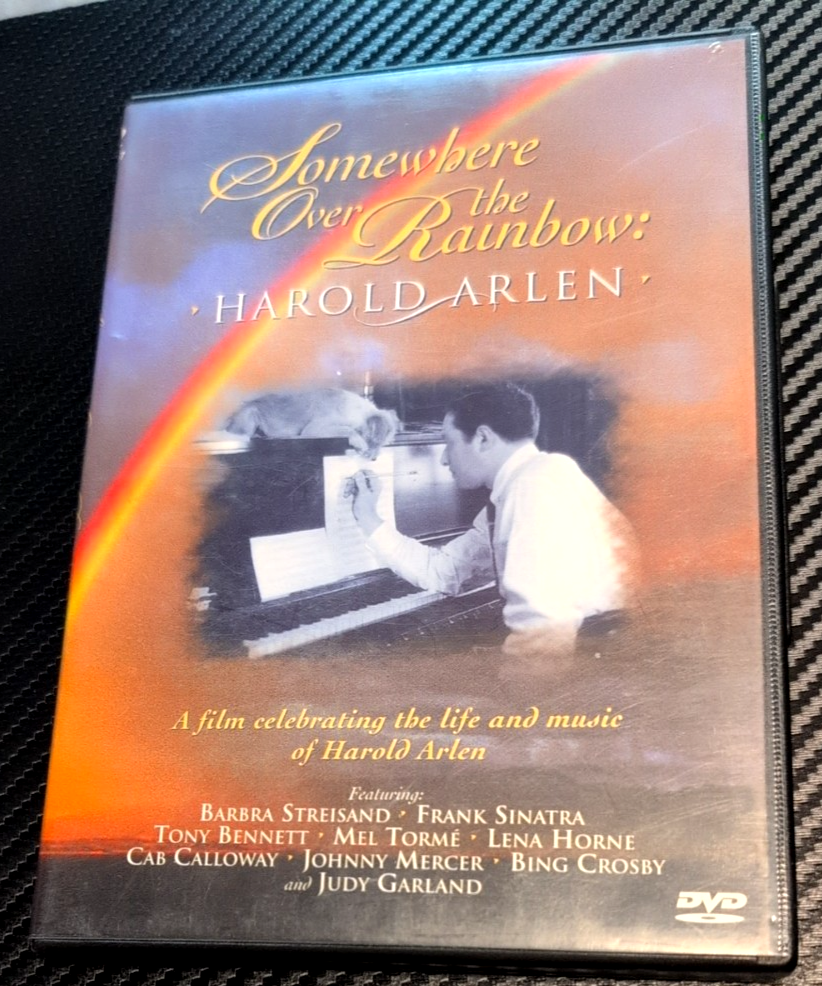 Somewhere
Over the
Rainbow:
HAROLD ARLEN
A film celebrating the life and music
of Harold Arlen
Featuring:
BARBRA STREISAND • FRANK SINATRA
TONY BENNETT • MEL TORMÉ • LENA HORNE
CAB CALLOWAY • JOHNNY MERCER • BING CROSBY
and JUDY GARLAND
DVD